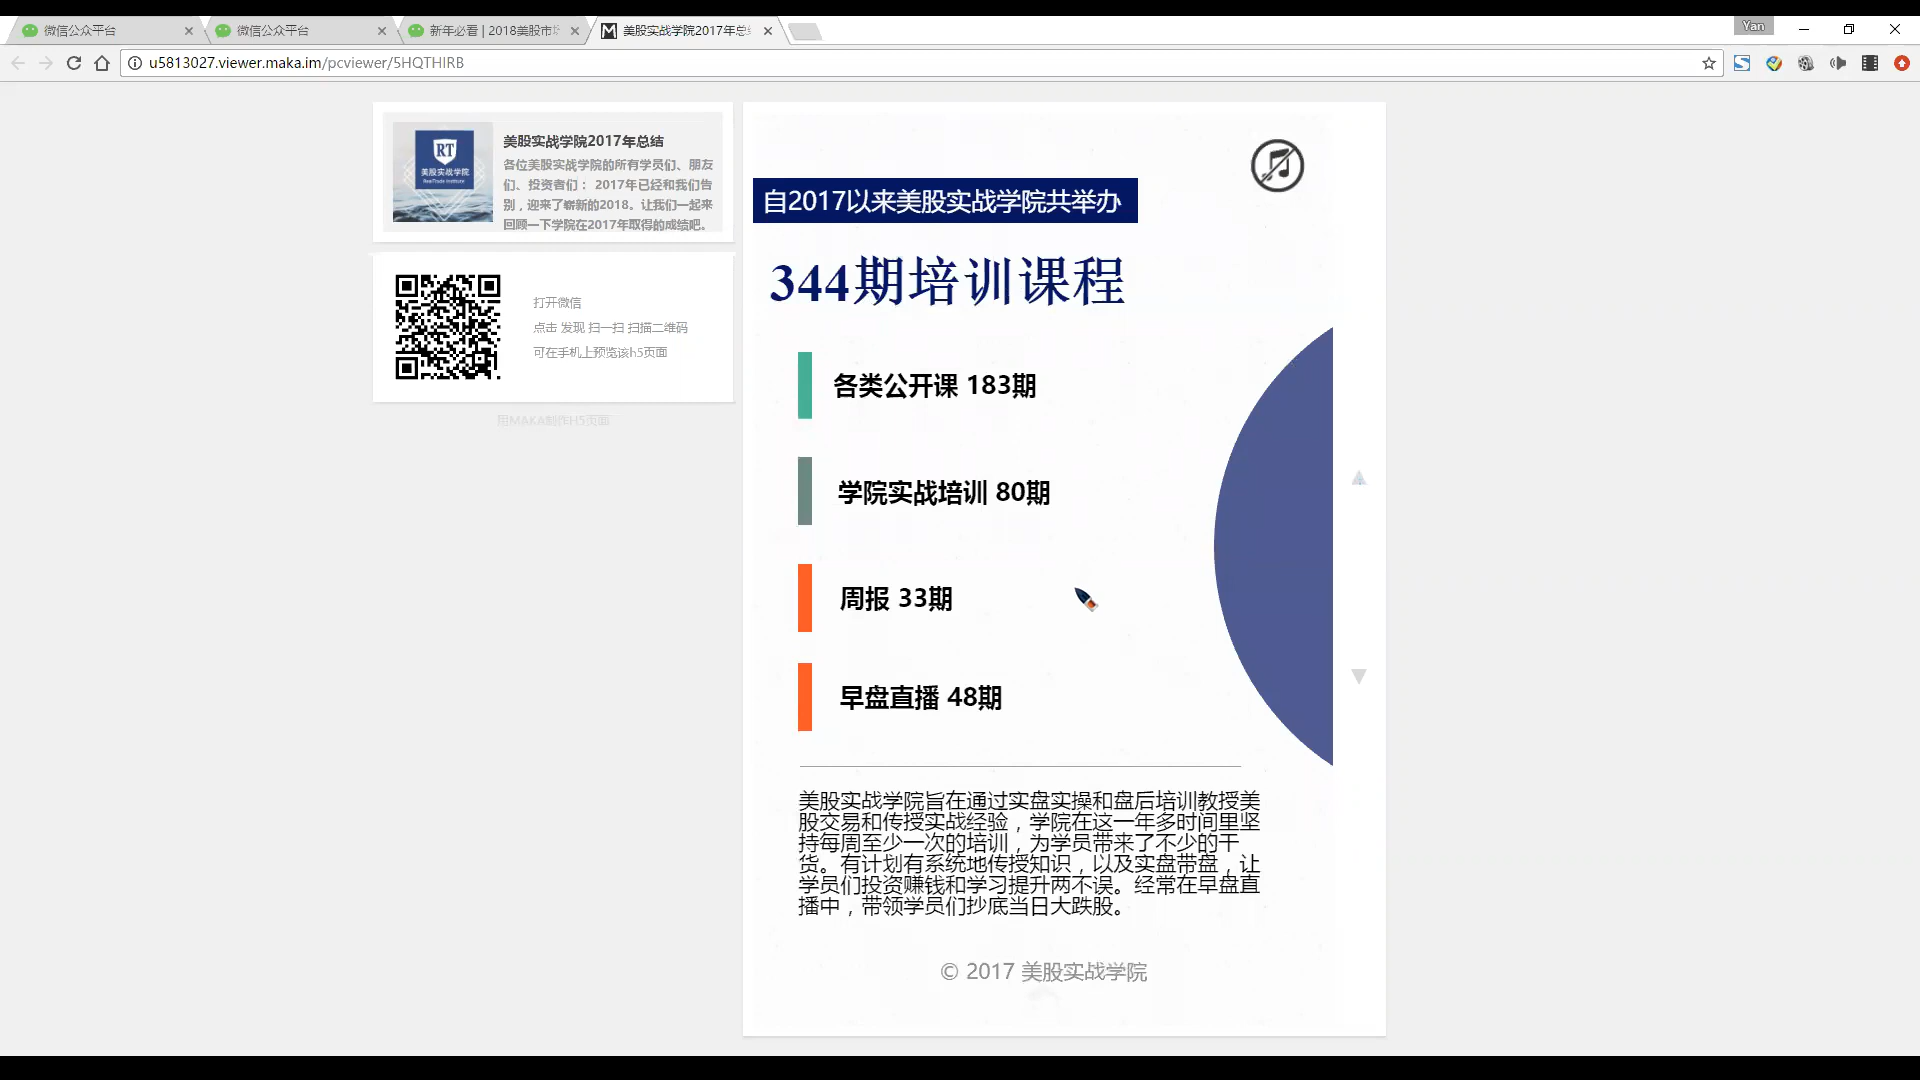 微信公众平台
微信公众平台
新年必看 | 2018美股市
美股实战学院2017年总
Yan
u5813027.viewer.maka.im/pcviewer/5HQTHIRB
RT
美股实战学院
RealTrade Institute
美股实战学院2017年总结
各位美股实战学院的所有学员们、朋友
们、投资者们： 2017年已经和我们告
别，迎来了崭新的2018。让我们一起来
回顾一下学院在2017年取得的成绩吧。
打开微信
点击 发现 扫一扫 扫描二维码
可在手机上预览该h5页面
用MAKA制作H5页面
自2017以来美股实战学院共举办
344期培训课程
各类公开课 183期
学院实战培训 80期
周报 33期
早盘直播 48期
美股实战学院旨在通过实盘实操和盘后培训教授美
股交易和传授实战经验，学院在这一年多时间里坚
持每周至少一次的培训，为学员带来了不少的干
货。有计划有系统地传授知识，以及实盘带盘，让
学员们投资赚钱和学习提升两不误。经常在早盘直
播中，带领学员们抄底当日大跌股。
© 2017 美股实战学院